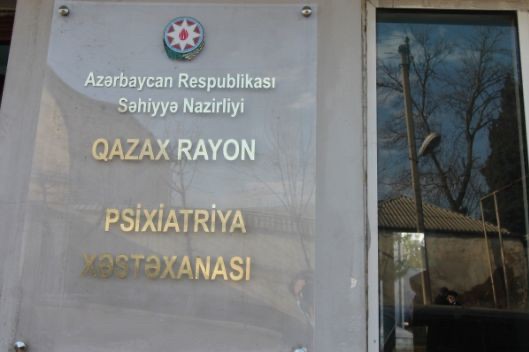 Azərbaycan Respublikası
Səhiyyə Nazirliyi
QAZAX RAYON
PSİXİATRİYA
XƏSTƏXANASI